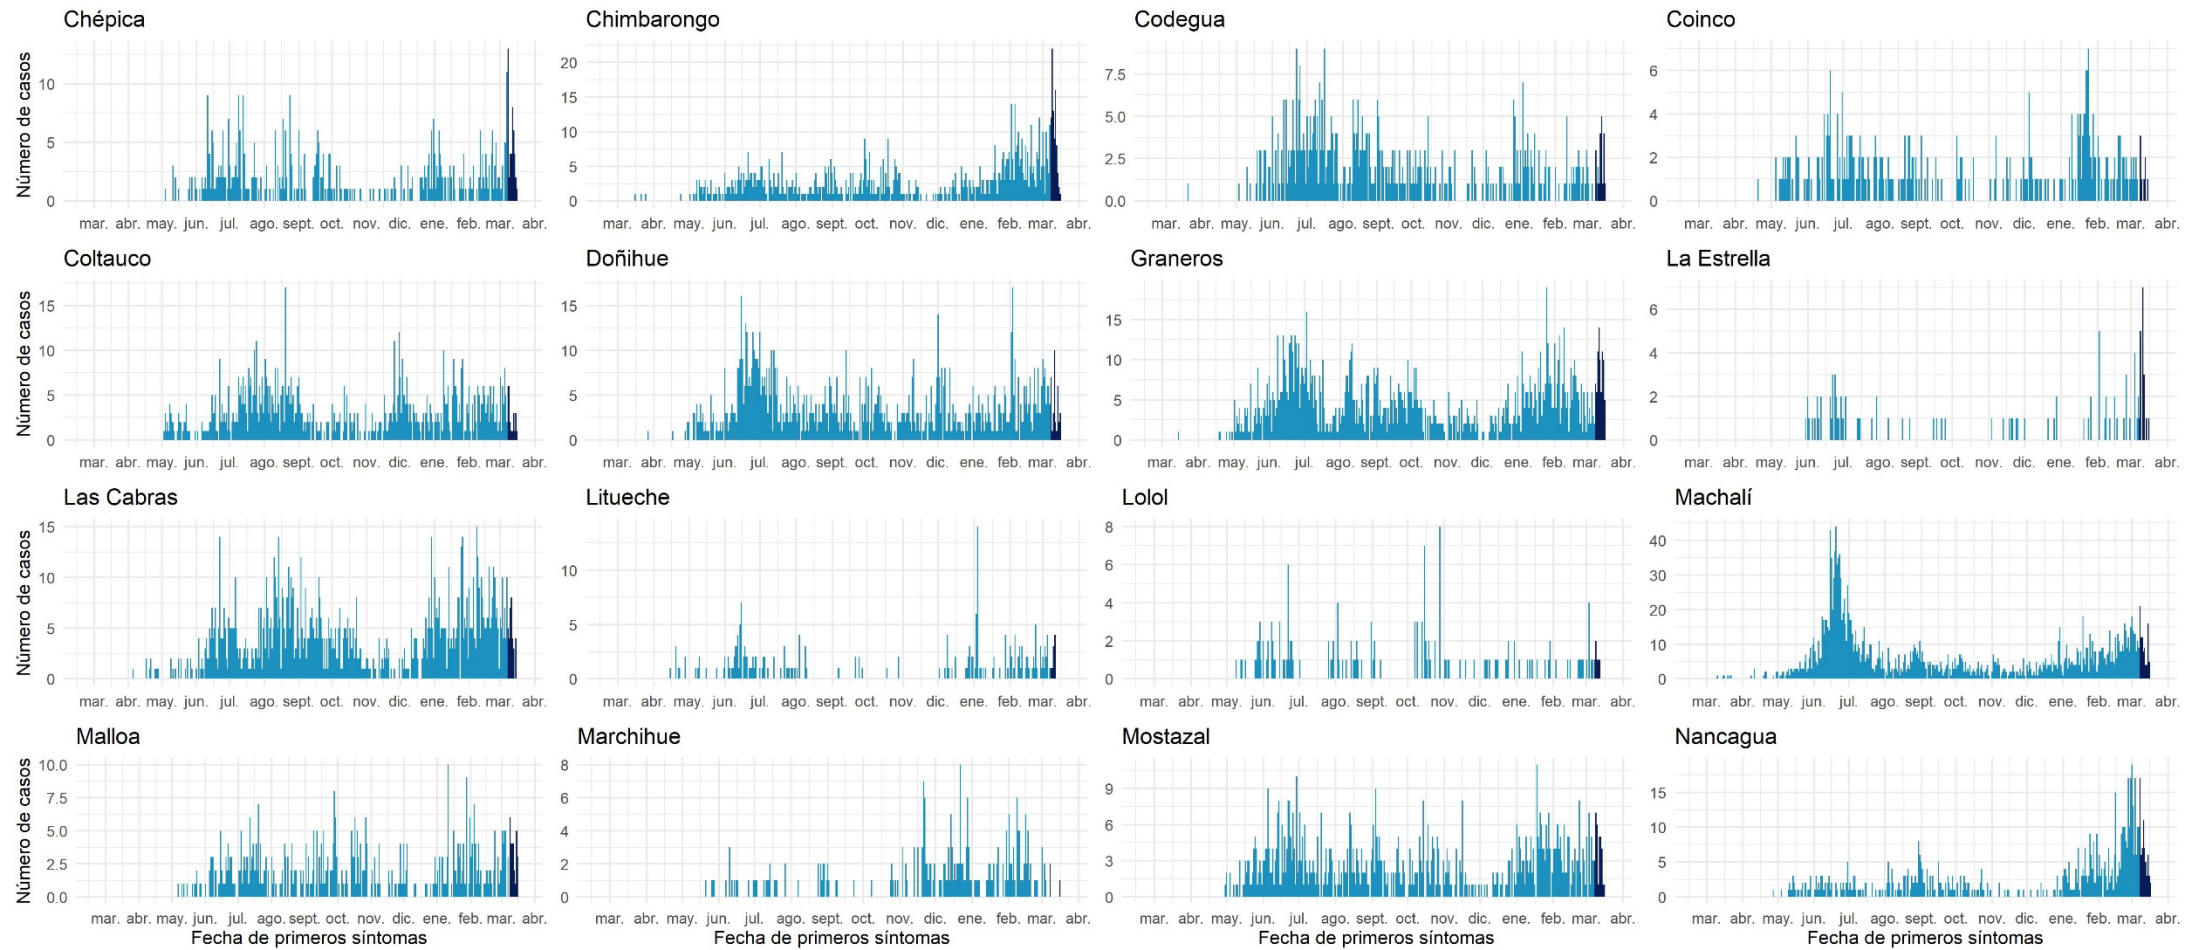 Chépica
Número de casos
10
5
0
mar. abr. may. jun. jul. ago. sept. oct. nov. dic. ene. feb. mar. abr.
Chimbarongo
20
15
10
5
0
mar. abr. may. jun. jul. ago. sept. oct. nov. dic. ene. feb. mar. abr.
Codegua
7.5
5.0
2.5
0.0
mar. abr. may. jun. jul. ago. sept. oct. nov. dic. ene. feb. mar. abr.
Coinco
6
4
2
0
mar. abr. may. jun. jul. ago. sept. oct. nov. dic. ene. feb. mar. abr.
Coltauco
Número de casos
15
10
5
0
mar. abr. may. jun. jul. ago. sept. oct. nov. dic. ene. feb. mar. abr.
Doñihue
15
10
5
0
mar. abr. may. jun. jul. ago. sept. oct. nov. dic. ene. feb. mar. abr.
Graneros
15
10
5
0
mar. abr. may. jun. jul. ago. sept. oct. nov. dic. ene. feb. mar. abr.
La Estrella
6
4
2
0
mar. abr. may. jun. jul. ago. sept. oct. nov. dic. ene. feb. mar. abr.
Las Cabras
Número de casos
15
10
5
0
mar. abr. may. jun. jul. ago. sept. oct. nov. dic. ene. feb. mar. abr.
Litueche
10
5
0
mar. abr. may. jun. jul. ago. sept. oct. nov. dic. ene. feb. mar. abr.
Lolol
8
6
4
2
0
mar. abr. may. jun. jul. ago. sept. oct. nov. dic. ene. feb. mar. abr.
Machalí
40
30
20
10
0
mar. abr. may. jun. jul. ago. sept. oct. nov. dic. ene. feb. mar. abr.
Malloa
Número de casos
10.0
7.5
5.0
2.5
0.0
mar. abr. may. jun. jul. ago. sept. oct. nov. dic. ene. feb. mar. abr.
Fecha de primeros síntomas
Marchihue
8
6
4
2
0
mar. abr. may. jun. jul. ago. sept. oct. nov. dic. ene. feb. mar. abr.
Fecha de primeros síntomas
Mostazal
9
6
3
0
mar. abr. may. jun. jul. ago. sept. oct. nov. dic. ene. feb. mar. abr.
Fecha de primeros síntomas
Nancagua
15
10
5
0
mar. abr. may. jun. jul. ago. sept. oct. nov. dic. ene. feb. mar. abr.
Fecha de primeros síntomas